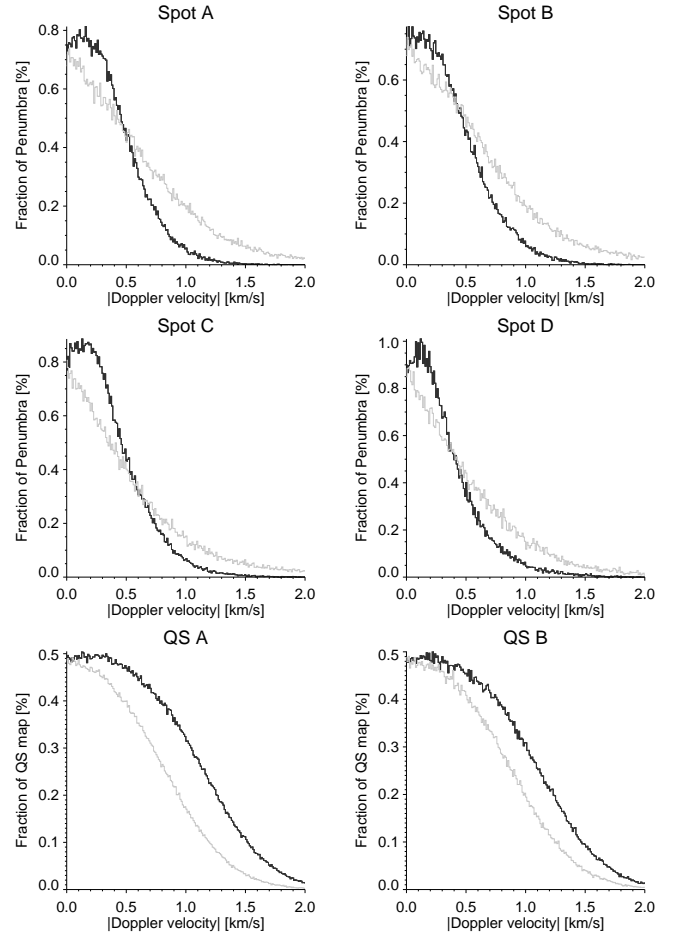 Spot A
Spot B
Fraction of Penumbra [%]
0.8
0.6
0.4
0.2
0.0
0.0 0.5 1.0 1.5 2.0
|Doppler velocity| [km/s]
Fraction of Penumbra [%]
0.6
0.4
0.2
0.0
0.0 0.5 1.0 1.5 2.0
|Doppler velocity| [km/s]
Spot C
Spot D
Fraction of Penumbra [%]
0.8
0.6
0.4
0.2
0.0
0.0 0.5 1.0 1.5 2.0
|Doppler velocity| [km/s]
Fraction of Penumbra [%]
1.0
0.8
0.6
0.4
0.2
0.0
0.0 0.5 1.0 1.5 2.0
|Doppler velocity| [km/s]
QS A
QS B
Fraction of QS map [%]
0.5
0.4
0.3
0.2
0.1
0.0
0.0 0.5 1.0 1.5 2.0
|Doppler velocity| [km/s]
Fraction of QS map [%]
0.5
0.4
0.3
0.2
0.1
0.0
0.0 0.5 1.0 1.5 2.0
|Doppler velocity| [km/s]